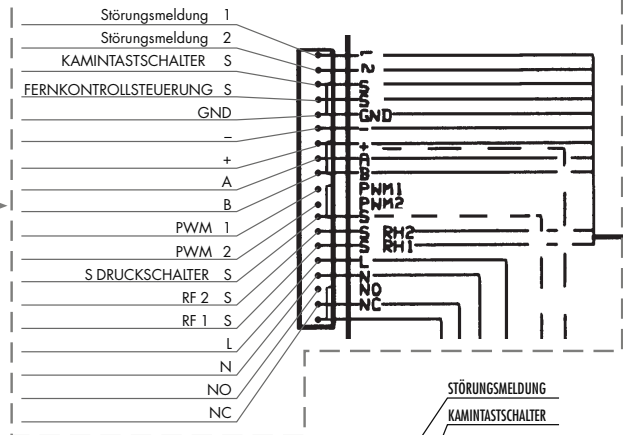 Störungsmeldung 1
Störungsmeldung 2
KAMINTASTSCHALTER S
FERNKONTROLLSTEUERUNG S
GND
–
+
A
B
PWM 1
PWM 2
S DRUCKSCHALTER S
RF 2 S
RF 1 S
L
N
NO
NC
1
2
S
S
GND
-
+
A
B
PWM1
PWM2
S
S RH2
S RH1
L
N
NO
NC
STÖRUNGSMELDUNG
KAMINTASTSCHALTER